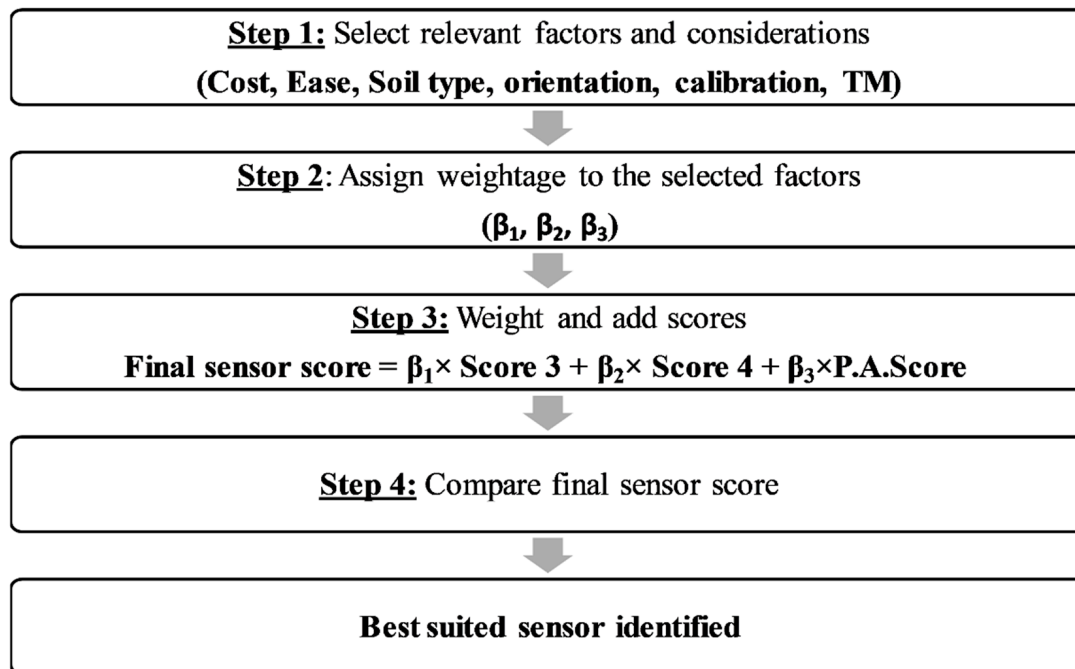 Step 1: Select relevant factors and considerations
(Cost, Ease, Soil type, orientation, calibration, TM)
Step 2: Assign weightage to the selected factors
(β₁, β₂, β₃)
Step 3: Weight and add scores
Final sensor score = β₁× Score 3 + β₂× Score 4 + β₃×P.A.Score
Step 4: Compare final sensor score
Best suited sensor identified